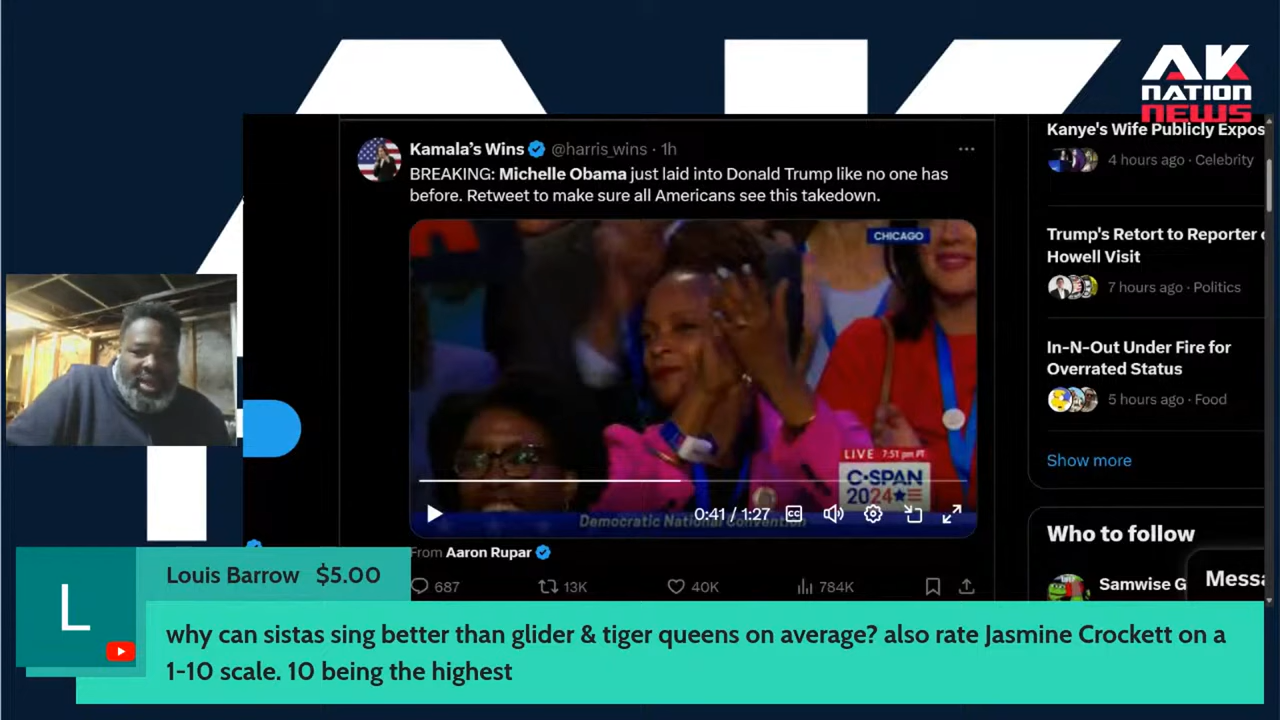 AK
NATION
NEWS
Kamala's Wins @harris_wins · 1h
BREAKING: Michelle Obama just laid into Donald Trump like no one has
before. Retweet to make sure all Americans see this takedown.
CHICAGO
LIVE 7:51 pm PT
C-SPAN
2024
0:41 / 1:27
CC
Democratic National Convention
From Aaron Rupar
687
13K
40K
784K
Kanye's Wife Publicly Expos
4 hours ago · Celebrity
Trump's Retort to Reporter
Howell Visit
7 hours ago · Politics
In-N-Out Under Fire for
Overrated Status
5 hours ago · Food
Show more
Who to follow
Samwise G
Messa
L
Louis Barrow $5.00
why can sistas sing better than glider & tiger queens on average? also rate Jasmine Crockett on a
1-10 scale. 10 being the highest